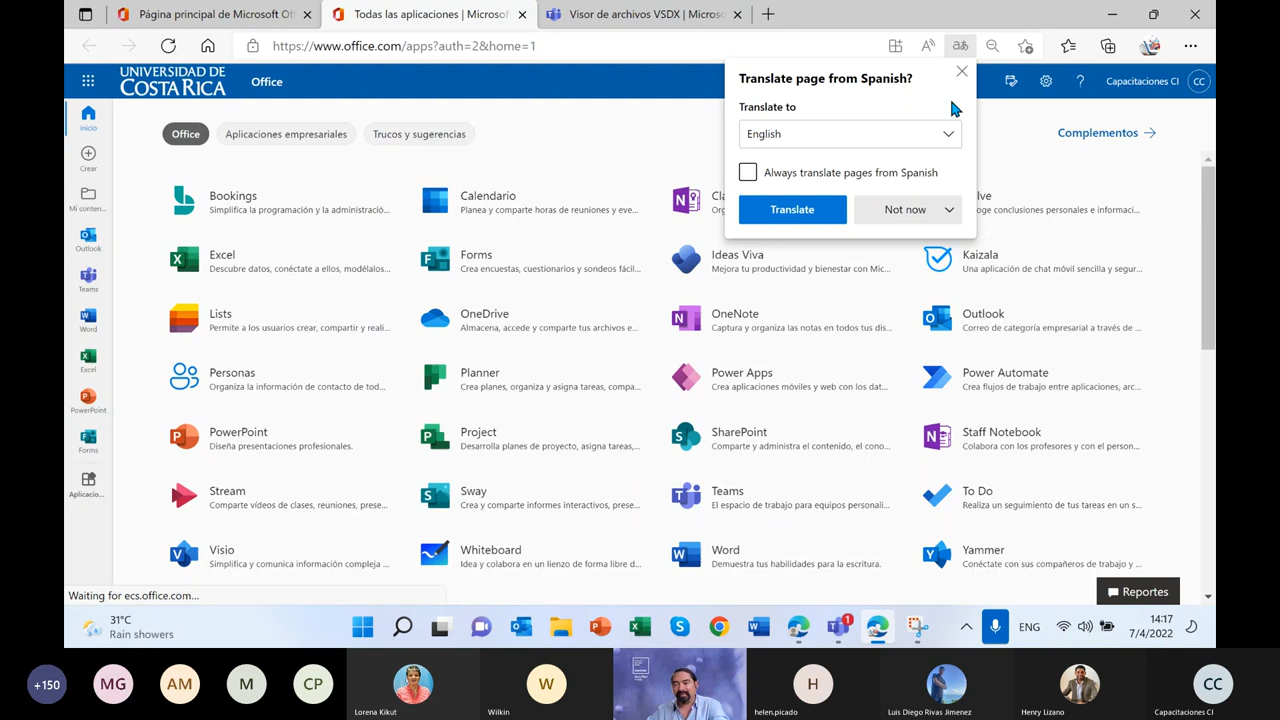 Página principal de Microsoft Of
Todas las aplicaciones | Microsof
Visor de archivos VSDX | Microso
https://www.office.com/apps?auth=2&home=1
UNIVERSIDAD DE
COSTA RICA
Office
Capacitaciones CI
CC
Translate page from Spanish?
Translate to
English
Always translate pages from Spanish
Translate
Not now
Inicio
Crear
Mi conten...
Outlook
Teams
Word
Excel
PowerPoint
Forms
Aplicacio...
Office
Aplicaciones empresariales
Trucos y sugerencias
Complementos
Bookings
Simplifica la programación y la administració...
Calendario
Planea y comparte horas de reuniones y eve...
Excel
Descubre datos, conéctate a ellos, modélalos...
Forms
Crea encuestas, cuestionarios y sondeos fácil...
Ideas Viva
Mejora tu productividad y bienestar con Mic...
Kaizala
Una aplicación de chat móvil sencilla y segur...
Lists
Permite a los usuarios crear, compartir y reali...
OneDrive
Almacena, accede y comparte tus archivos e...
OneNote
Captura y organiza las notas en todos tus dis...
Outlook
Correo de categoría empresarial a través de ...
Personas
Organiza la información de contacto de tod...
Planner
Crea planes, organiza y asigna tareas, compa...
Power Apps
Crea aplicaciones móviles y web con los dat...
Power Automate
Crea flujos de trabajo entre aplicaciones, arc...
PowerPoint
Diseña presentaciones profesionales.
Project
Desarrolla planes de proyecto, asigna tareas,...
SharePoint
Comparte y administra el contenido, el cono...
Staff Notebook
Colabora con los profesores y con el person...
Stream
Comparte vídeos de clases, reuniones, prese...
Sway
Crea y comparte informes interactivos, prese...
Teams
El espacio de trabajo para equipos personali...
To Do
Realiza un seguimiento de tus tareas en un s...
Visio
Simplifica y comunica información compleja ...
Whiteboard
Idea y colabora en un lienzo de forma libre d...
Word
Demuestra tus habilidades para la escritura.
Yammer
Conéctate con sus compañeros de trabajo y ...
Waiting for ecs.office.com...
Reportes
31°C
Rain showers
1
ENG
14:17
7/4/2022
+150
MG
AM
M
CP
Lorena Kikut
W
Wilkin
H
helen.picado
Luis Diego Rivas Jimenez
Henry Lizano
CC
Capacitaciones CI